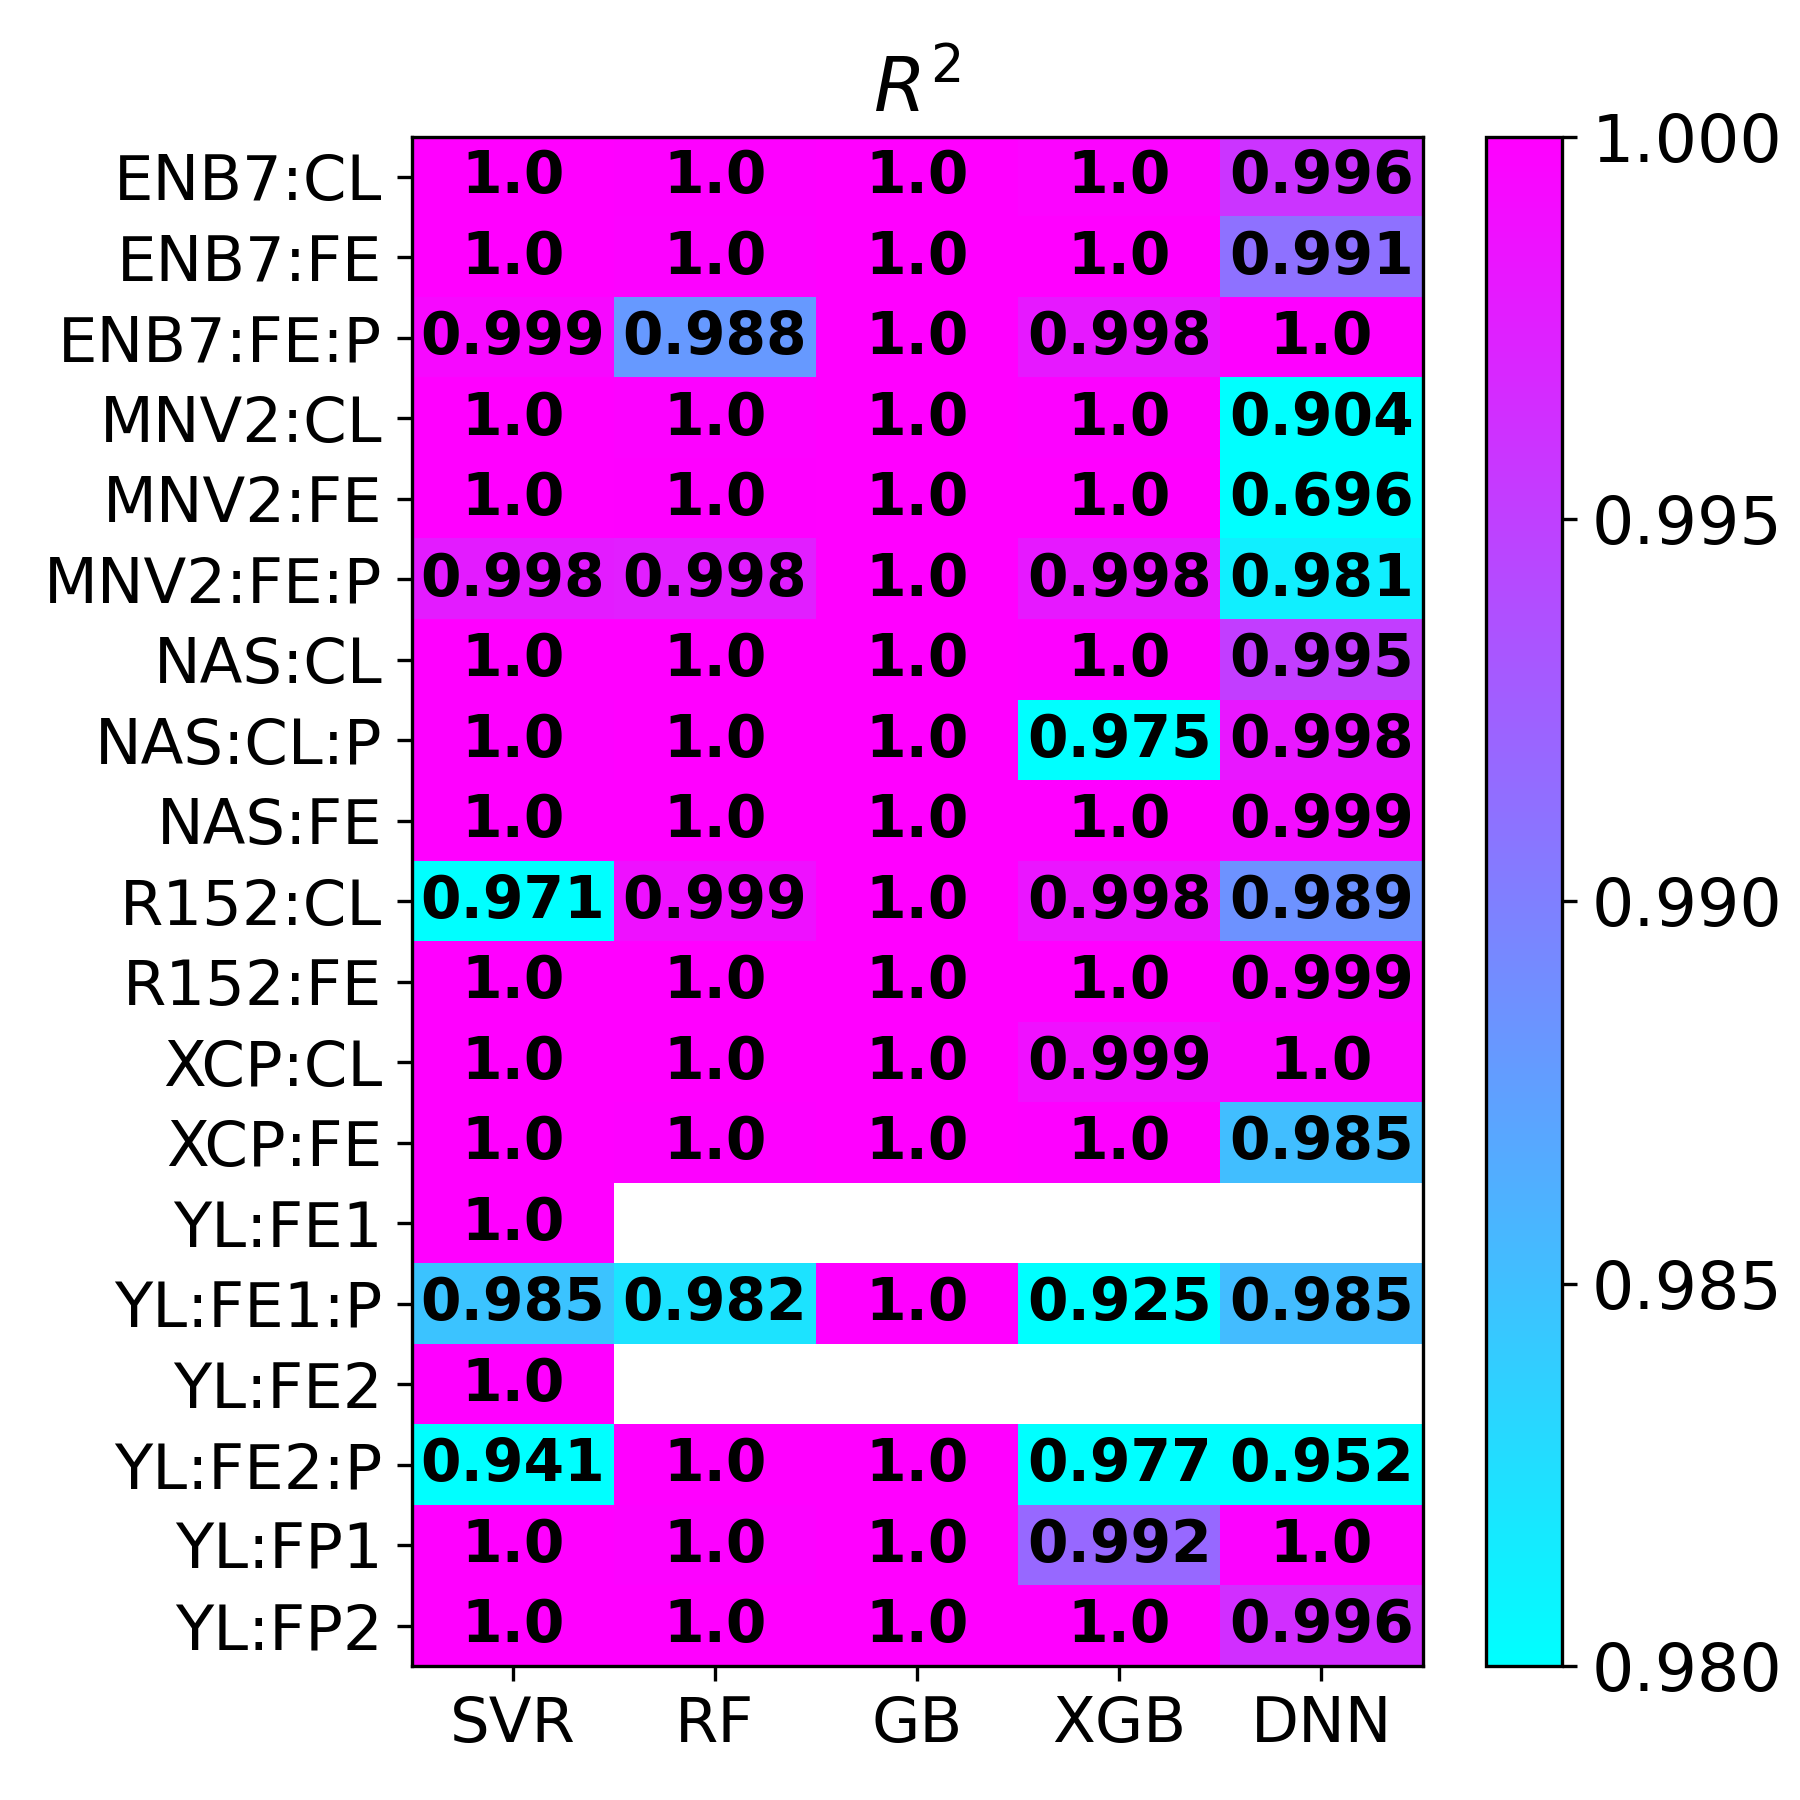 R²
ENB7:CL 1.0 1.0 1.0 1.0 0.996
ENB7:FE 1.0 1.0 1.0 1.0 0.991
ENB7:FE:P 0.999 0.988 1.0 0.998 1.0
MNV2:CL 1.0 1.0 1.0 1.0 0.904
MNV2:FE 1.0 1.0 1.0 1.0 0.696
MNV2:FE:P 0.998 0.998 1.0 0.998 0.981
NAS:CL 1.0 1.0 1.0 1.0 0.995
NAS:CL:P 1.0 1.0 1.0 0.975 0.998
NAS:FE 1.0 1.0 1.0 1.0 0.999
R152:CL 0.971 0.999 1.0 0.998 0.989
R152:FE 1.0 1.0 1.0 1.0 0.999
XCP:CL 1.0 1.0 1.0 0.999 1.0
XCP:FE 1.0 1.0 1.0 1.0 0.985
YL:FE1 1.0
YL:FE1:P 0.985 0.982 1.0 0.925 0.985
YL:FE2 1.0
YL:FE2:P 0.941 1.0 1.0 0.977 0.952
YL:FP1 1.0 1.0 1.0 0.992 1.0
YL:FP2 1.0 1.0 1.0 1.0 0.996
SVR RF GB XGB DNN
1.000
0.995
0.990
0.985
0.980